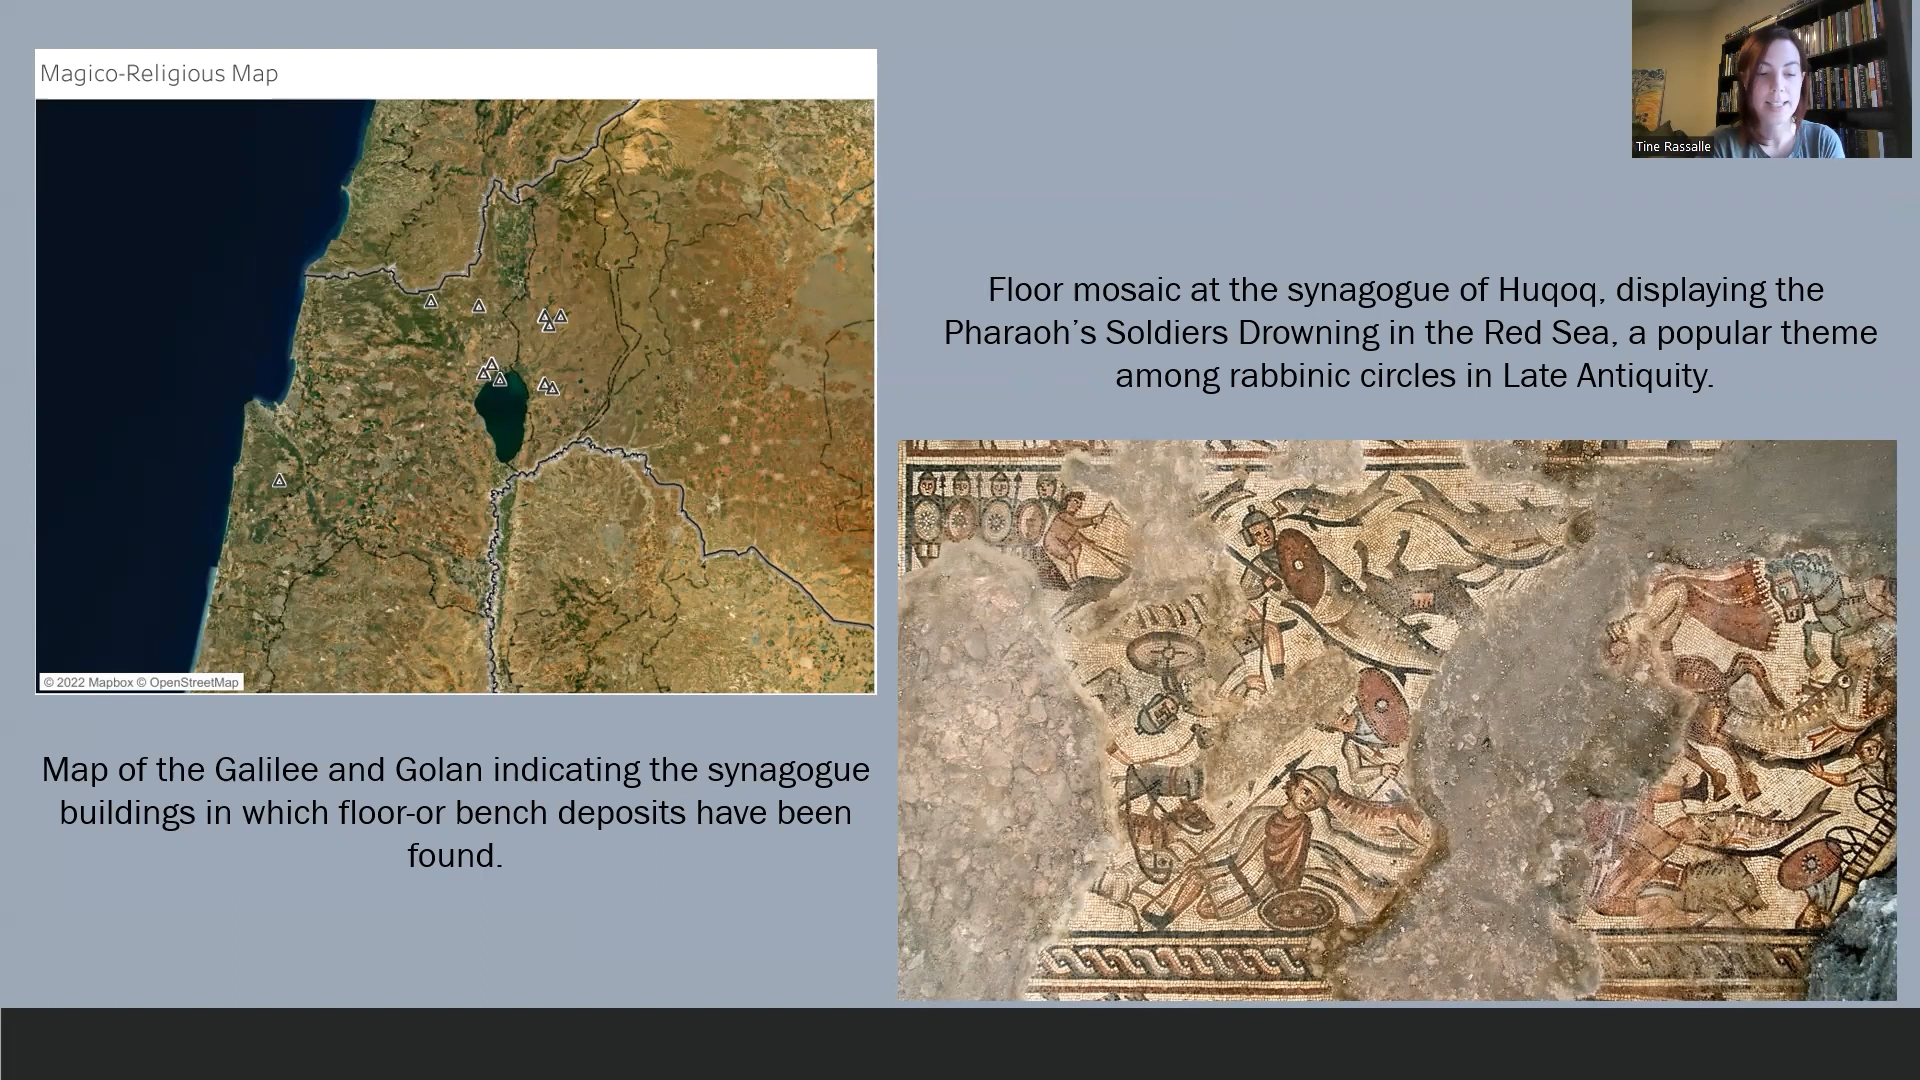 Magico-Religious Map
© 2022 Mapbox © OpenStreetMap
Map of the Galilee and Golan indicating the synagogue
buildings in which floor-or bench deposits have been
found.
Tine Rassalle
Floor mosaic at the synagogue of Huqoq, displaying the
Pharaoh’s Soldiers Drowning in the Red Sea, a popular theme
among rabbinic circles in Late Antiquity.